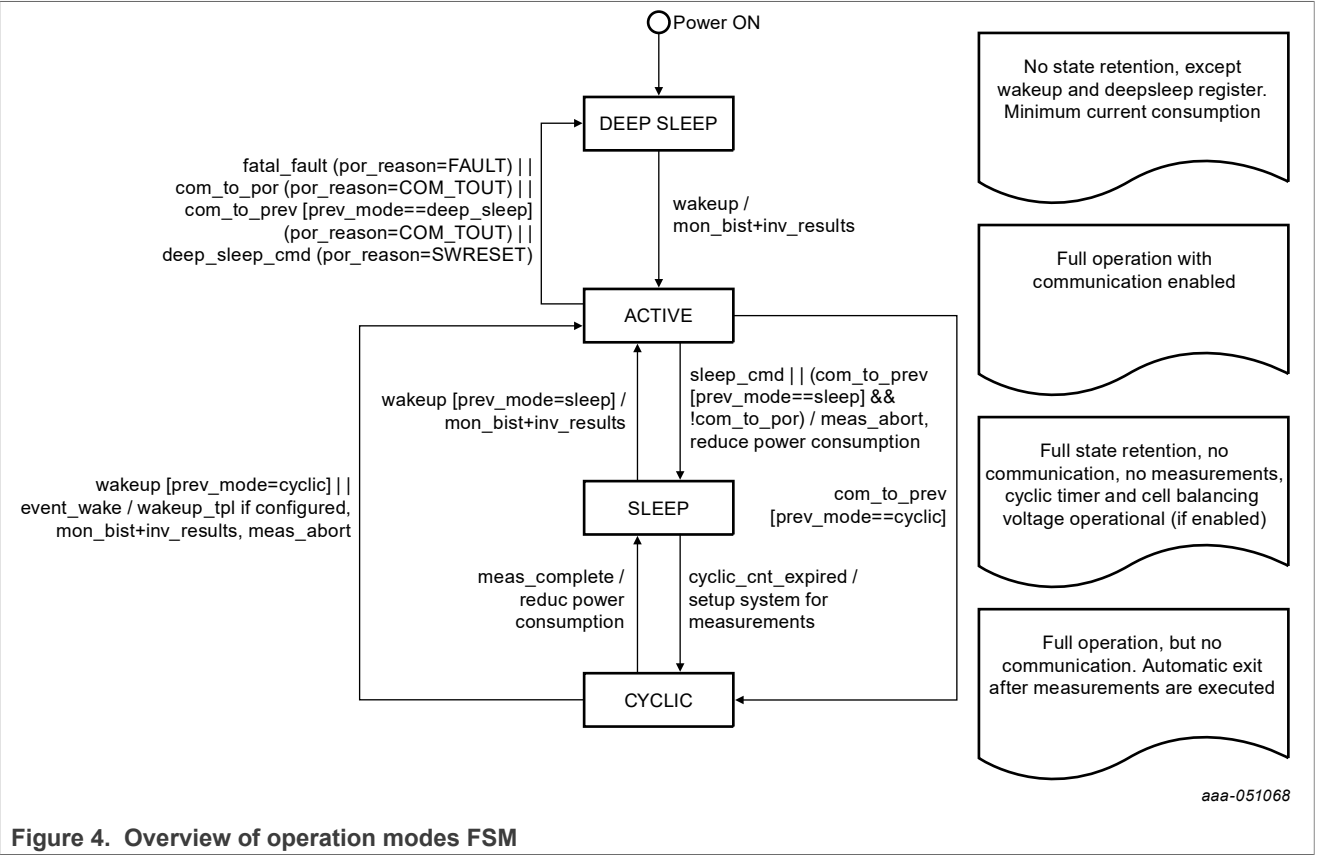 Power ON
DEEP SLEEP
No state retention, except
wakeup and deepsleep register.
Minimum current consumption
fatal_fault (por_reason=FAULT) | |
com_to_por (por_reason=COM_TOUT) | |
com_to_prev [prev_mode==deep_sleep]
(por_reason=COM_TOUT) | |
deep_sleep_cmd (por_reason=SWRESET)
wakeup /
mon_bist+inv_results
Full operation with
communication enabled
ACTIVE
wakeup [prev_mode=sleep] /
mon_bist+inv_results
sleep_cmd | | (com_to_prev
[prev_mode==sleep] &&
!com_to_por) / meas_abort,
reduce power consumption
Full state retention, no
communication, no measurements,
cyclic timer and cell balancing
voltage operational (if enabled)
wakeup [prev_mode=cyclic] | |
event_wake / wakeup_tpl if configured,
mon_bist+inv_results, meas_abort
SLEEP
com_to_prev
[prev_mode==cyclic]
meas_complete /
reduc power
consumption
cyclic_cnt_expired /
setup system for
measurements
Full operation, but no
communication. Automatic exit
after measurements are executed
CYCLIC
aaa-051068
Figure 4. Overview of operation modes FSM